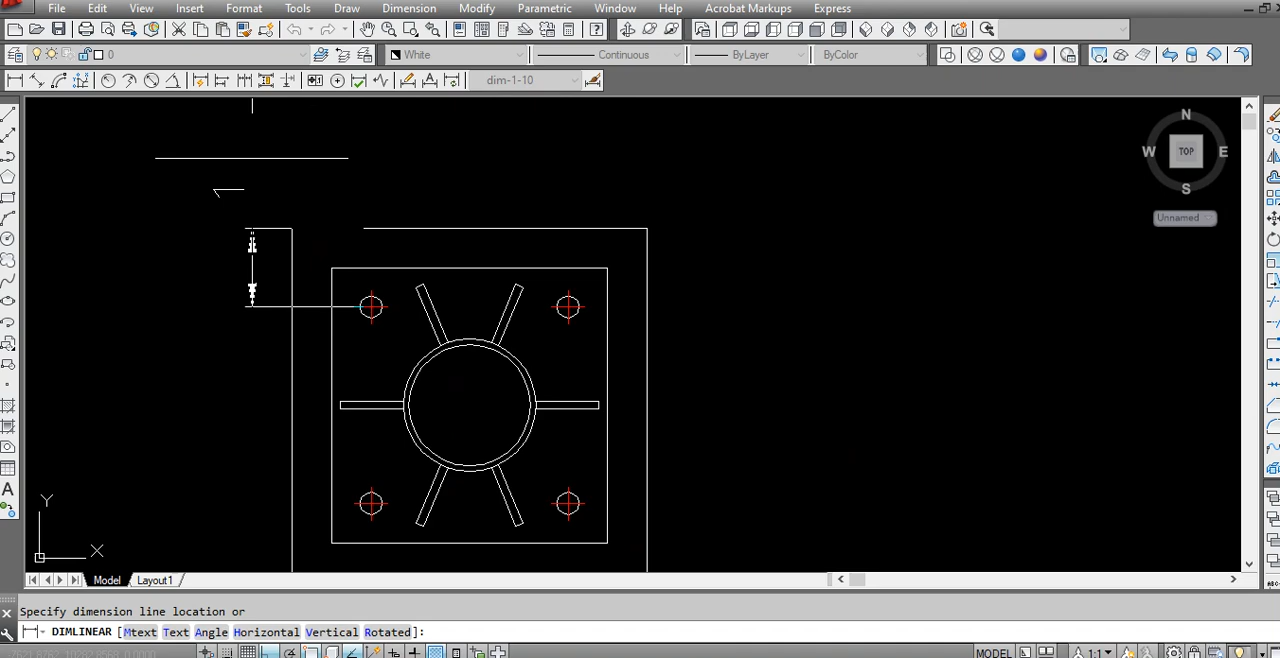 File Edit View Insert Format Tools Draw Dimension Modify Parametric Window Help Acrobat Markups Express
0 White Continuous ByLayer ByColor
dim-1-10
N
W TOP E
S
Unnamed
A
Y
X
Model Layout1
Specify dimension line location or
DIMLINEAR [Mtext Text Angle Horizontal Vertical Rotated]:
MODEL 1:1